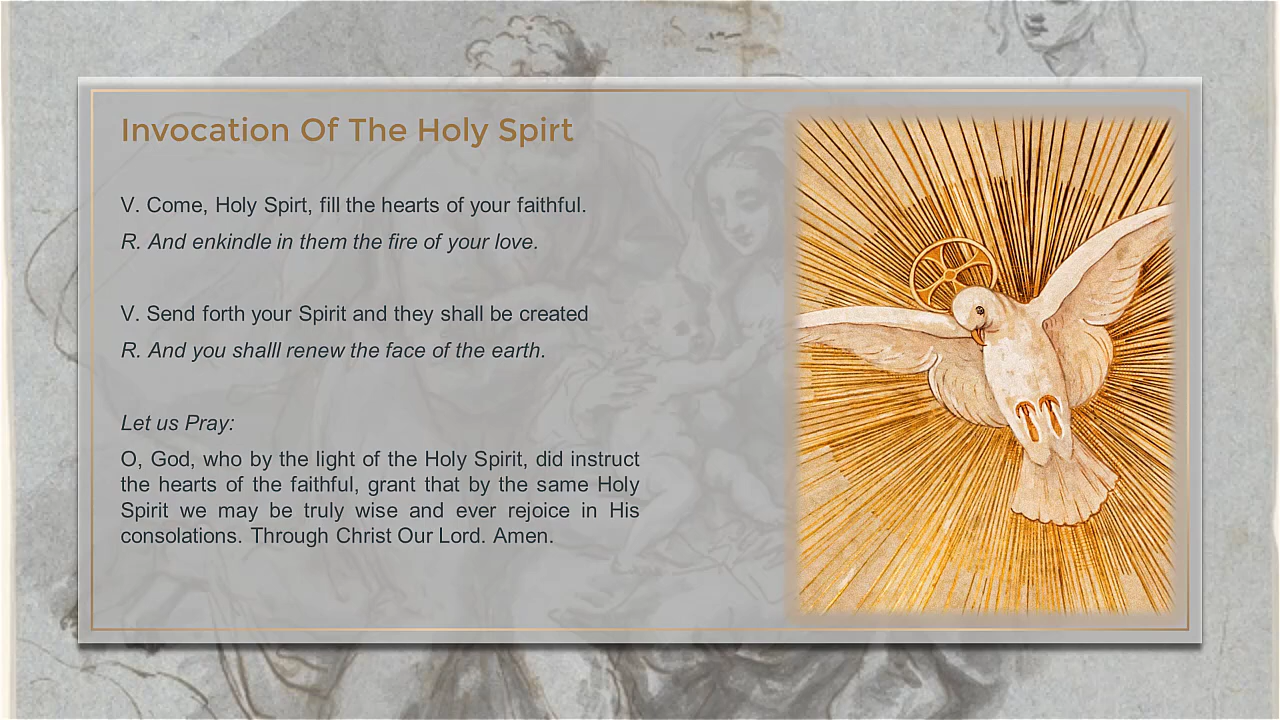 Invocation Of The Holy Spirt
V. Come, Holy Spirt, fill the hearts of your faithful.
R. And enkindle in them the fire of your love.
V. Send forth your Spirit and they shall be created
R. And you shalll renew the face of the earth.
Let us Pray:
O, God, who by the light of the Holy Spirit, did instruct
the hearts of the faithful, grant that by the same Holy
Spirit we may be truly wise and ever rejoice in His
consolations. Through Christ Our Lord. Amen.